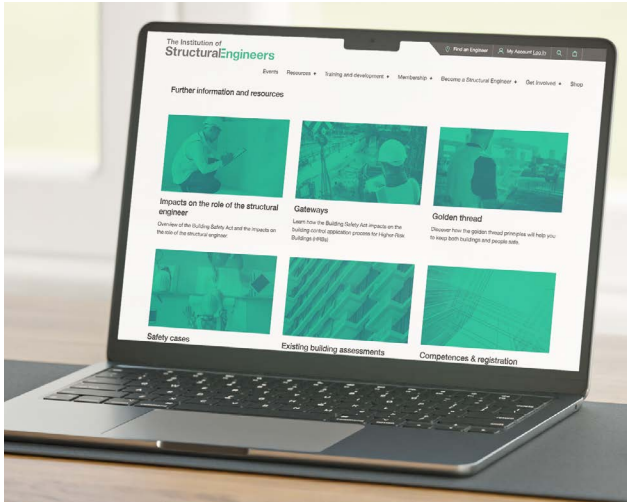 The Institution of
StructuralEngineers
Find an Engineer
My Account Log in
Events
Resources
Training and development
Membership
Become a Structural Engineer
Get involved
Shop
Further information and resources
Impacts on the role of the structural
engineer
Overview of the Building Safety Act and the impacts on
the role of the structural engineer
Gateways
Learn how the Building Safety Act impacts on the
building control application process for Higher Risk
Buildings (HRBs)
Golden thread
Discover how the golden thread principles will help you
to keep both buildings and people safe.
Safety cases
Existing building assessments
Competences & registration